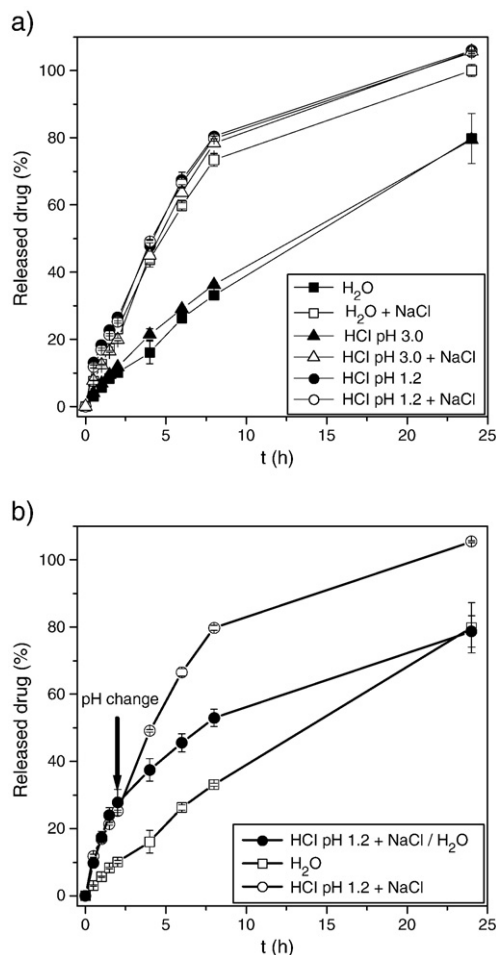 a)
Released drug (%)
100
80
60
40
20
0
H₂O
H₂O + NaCl
HCl pH 3.0
HCl pH 3.0 + NaCl
HCl pH 1.2
HCl pH 1.2 + NaCl
0 5 10 15 20 25
t (h)
b)
Released drug (%)
100
80
60
40
20
0
pH change
HCl pH 1.2 + NaCl / H₂O
H₂O
HCl pH 1.2 + NaCl
0 5 10 15 20 25
t (h)